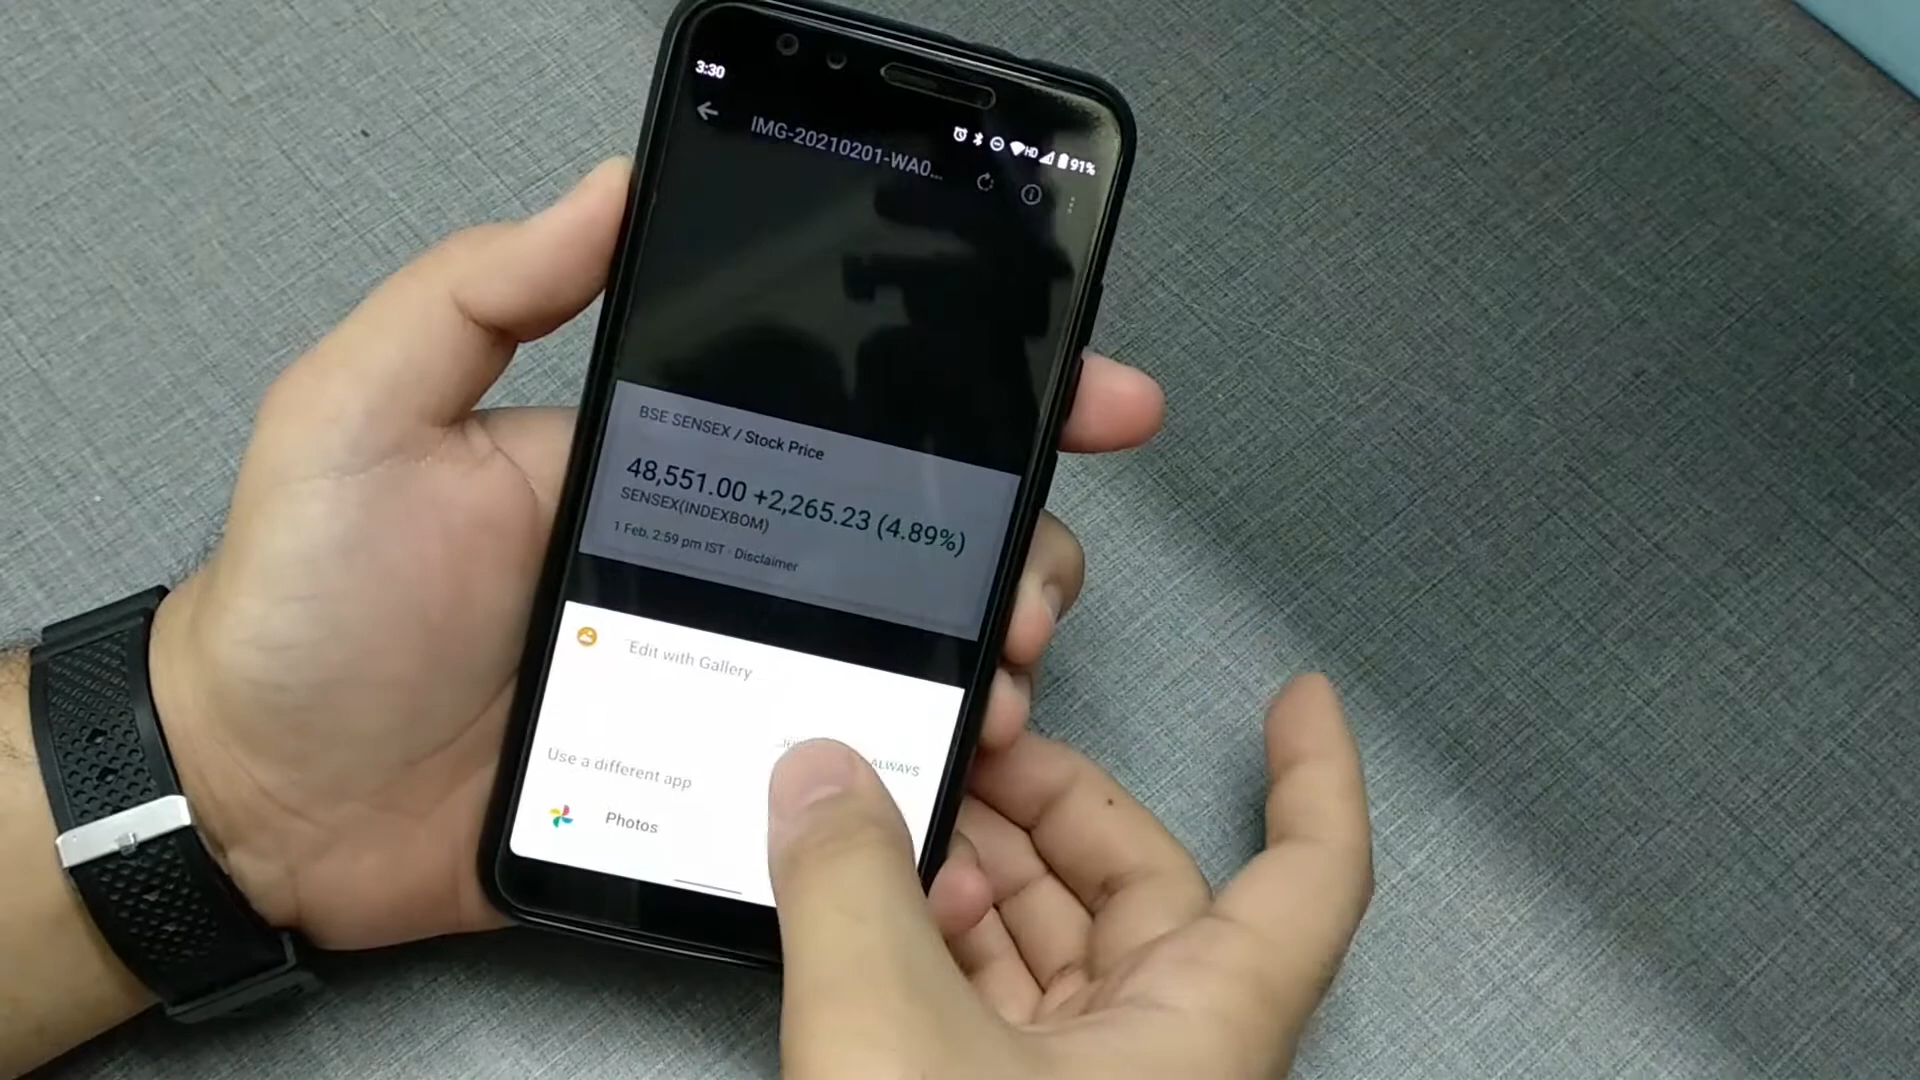 3:30
HD 91%
IMG-20210201-WA0...
BSE SENSEX / Stock Price
48,551.00 +2,265.23 (4.89%)
SENSEX(INDEXBOM)
1 Feb, 2:59 pm IST · Disclaimer
Edit with Gallery
ALWAYS
Use a different app
Photos